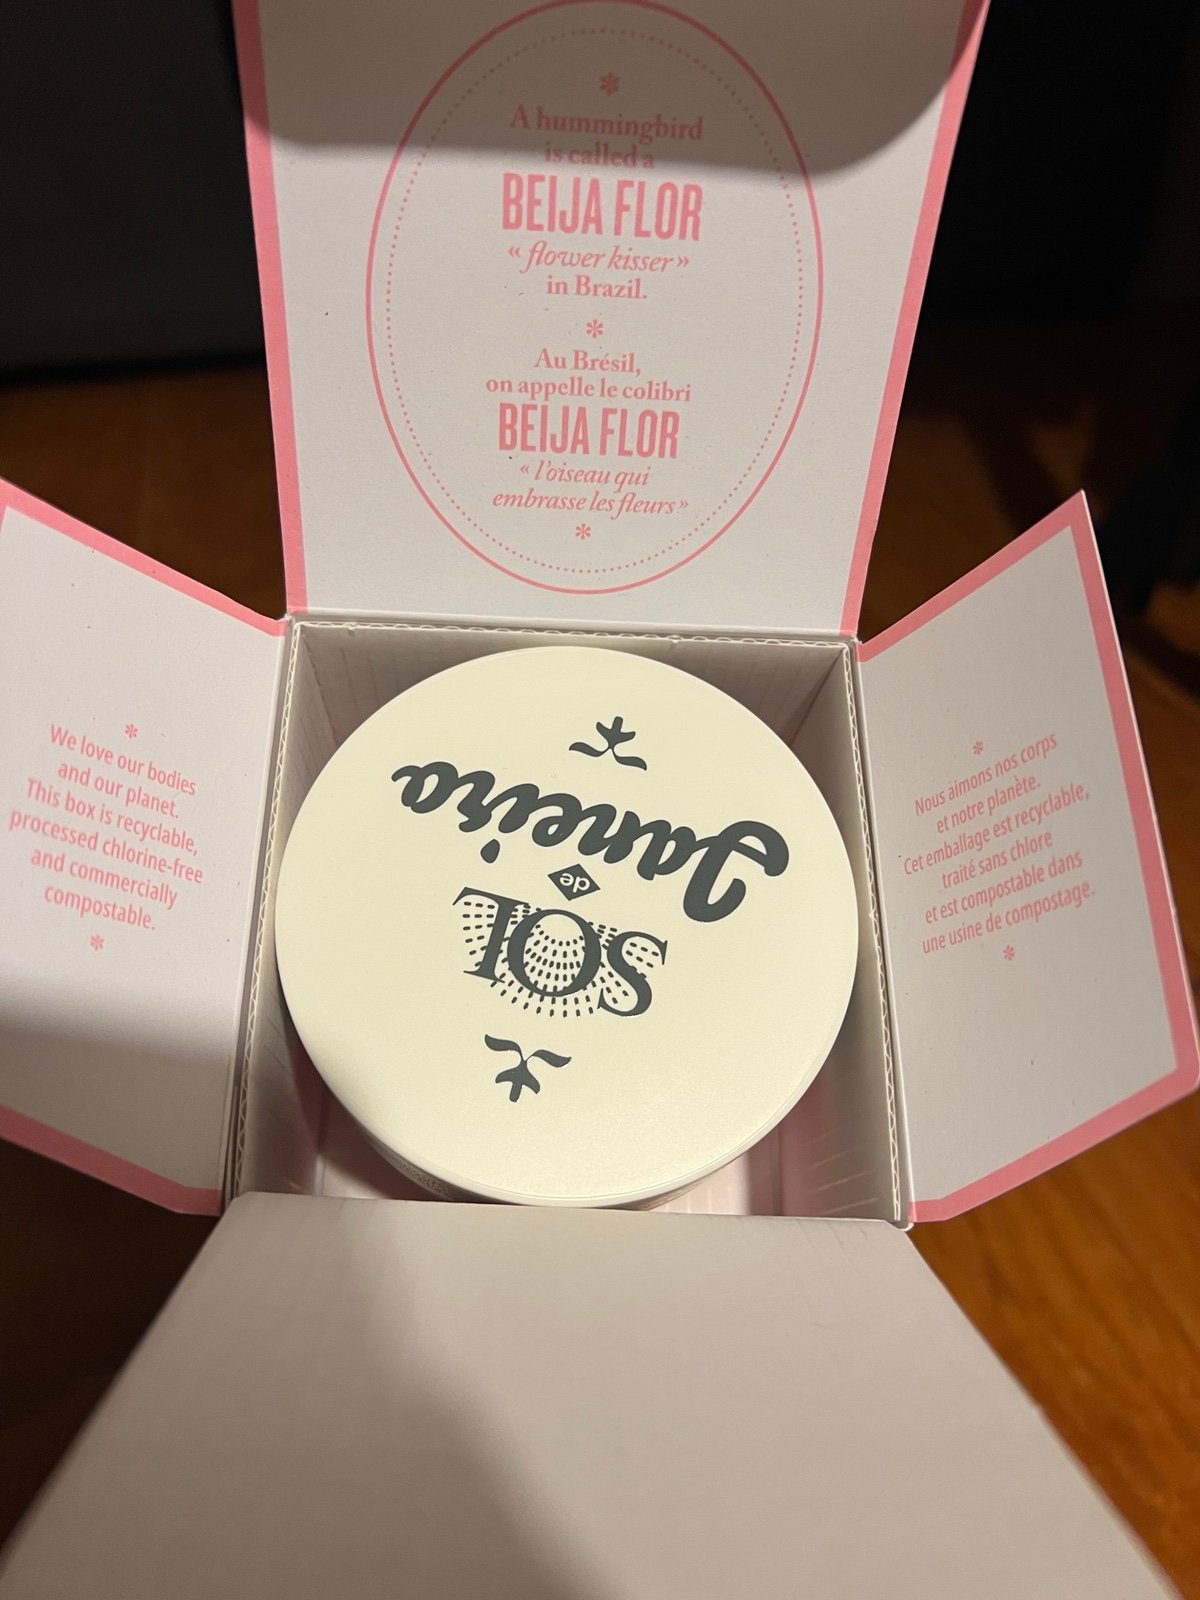 A hummingbird
is called a
BEIJA FLOR
« flower kisser »
in Brazil.
Au Brésil,
on appelle le colibri
BEIJA FLOR
« l'oiseau qui
embrasse les fleurs »
We love our bodies
and our planet.
This box is recyclable,
processed chlorine-free
and commercially
compostable.
SOL
de
Janeiro
Nous aimons nos corps
et notre planète.
Cet emballage est recyclable,
traité sans chlore
et est compostable dans
une usine de compostage.